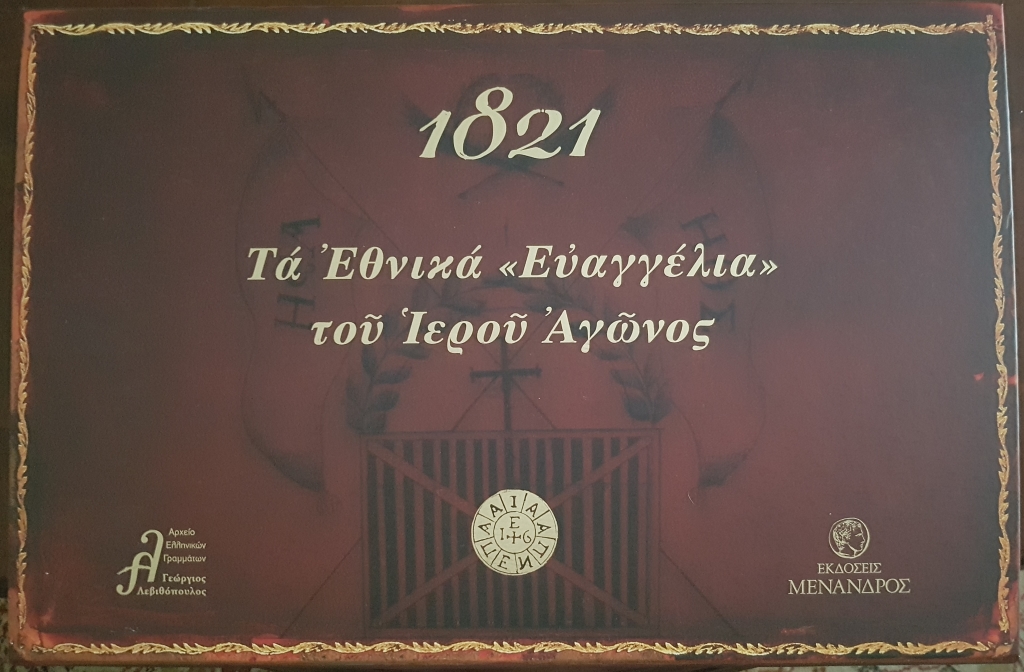 1821
Τά Ἐθνικά «Εὐαγγέλια»
τοῦ Ἱεροῦ Ἀγῶνος
Αρχείο
Ελληνικών
Γραμμάτων
Γεώργιος
Λεβιθόπουλος
ΕΚΔΟΣΕΙΣ
ΜΕΝΑΝΔΡΟΣ